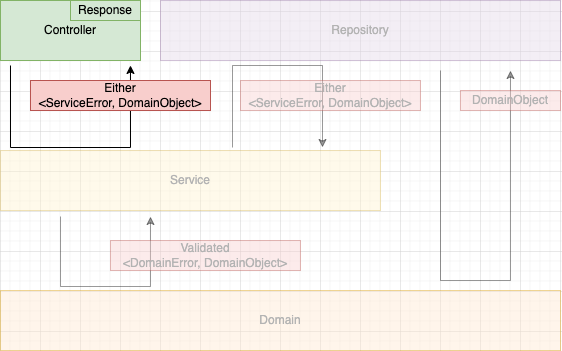 Response
Controller
Repository
Either
<ServiceError, DomainObject>
Either
<ServiceError, DomainObject>
DomainObject
Service
Validated
<DomainError, DomainObject>
Domain